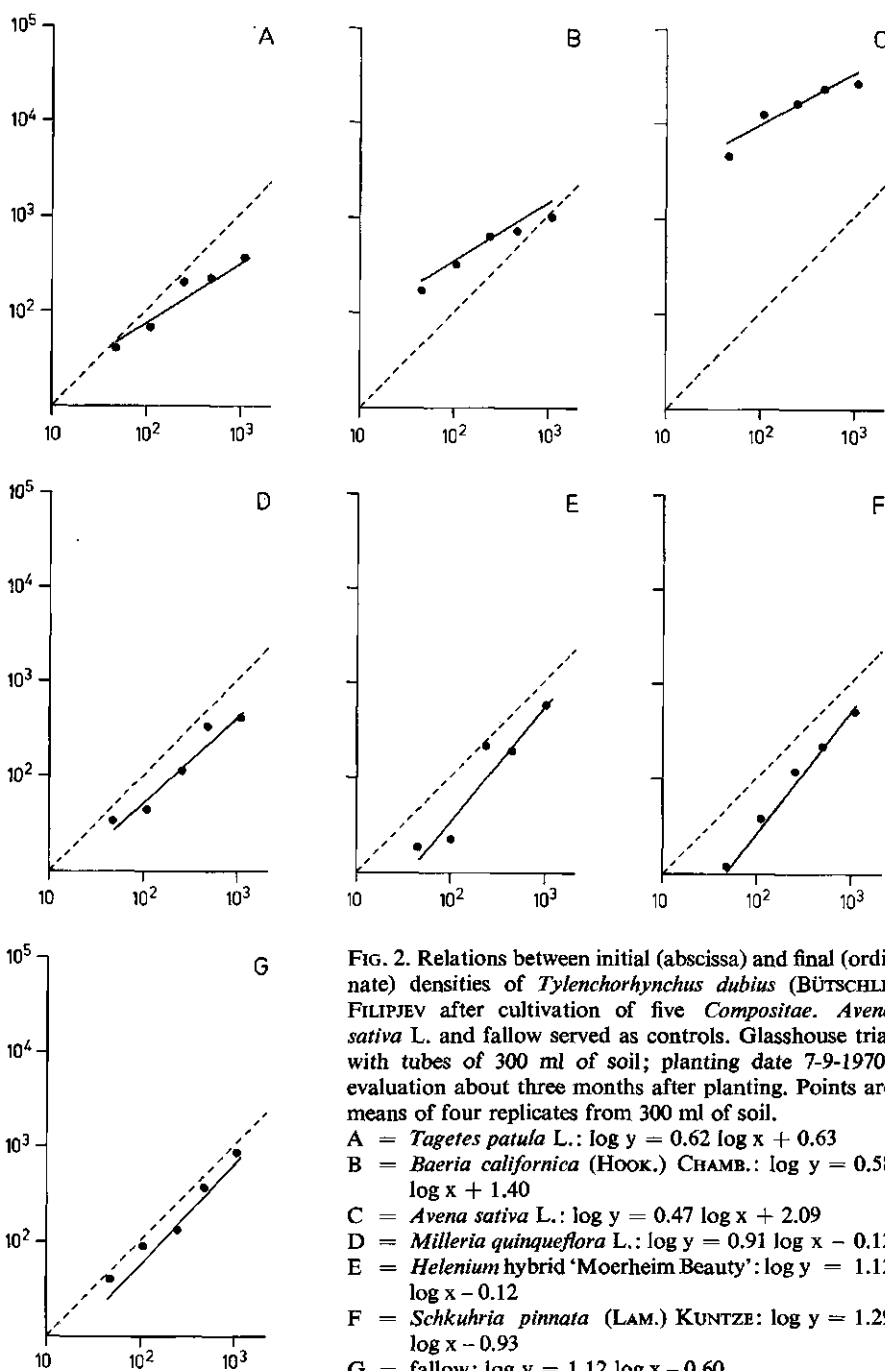 A
B
C
10⁵
10⁴
10³
10²
10 10² 10³
10 10² 10³
10 10² 10³
D
E
F
10⁵
10⁴
10³
10²
10 10² 10³
10 10² 10³
10 10² 10³
G
10⁵
10⁴
10³
10²
10 10² 10³
FIG. 2. Relations between initial (abscissa) and final (ordi
nate) densities of Tylenchorhynchus dubius (BÜTSCHLI
FILIPJEV after cultivation of five Compositae. Avena
sativa L. and fallow served as controls. Glasshouse tria
with tubes of 300 ml of soil; planting date 7-9-1970
evaluation about three months after planting. Points are
means of four replicates from 300 ml of soil.
A = Tagetes patula L.: log y = 0.62 log x + 0.63
B = Baeria californica (HOOK.) CHAMB.: log y = 0.58
log x + 1.40
C = Avena sativa L.: log y = 0.47 log x + 2.09
D = Milleria quinqueflora L.: log y = 0.91 log x −
E = Helenium hybrid 'Moerheim Beauty': log y =
log x − 0.12
F = Schkuhria pinnata (LAM.) KUNTZE: log y = 1.29
log x − 0.93
G = fallow: log y = 1.12 log x − 0.60